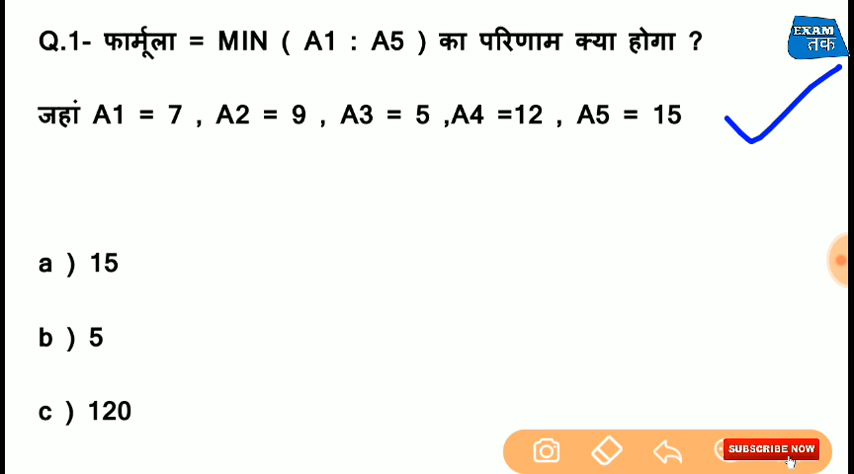 Q.1- फार्मूला = MIN ( A1 : A5 ) का परिणाम क्या होगा ?
EXAM
तक
जहां A1 = 7 , A2 = 9 , A3 = 5 ,A4 =12 , A5 = 15
a ) 15
b ) 5
c ) 120
SUBSCRIBE NOW